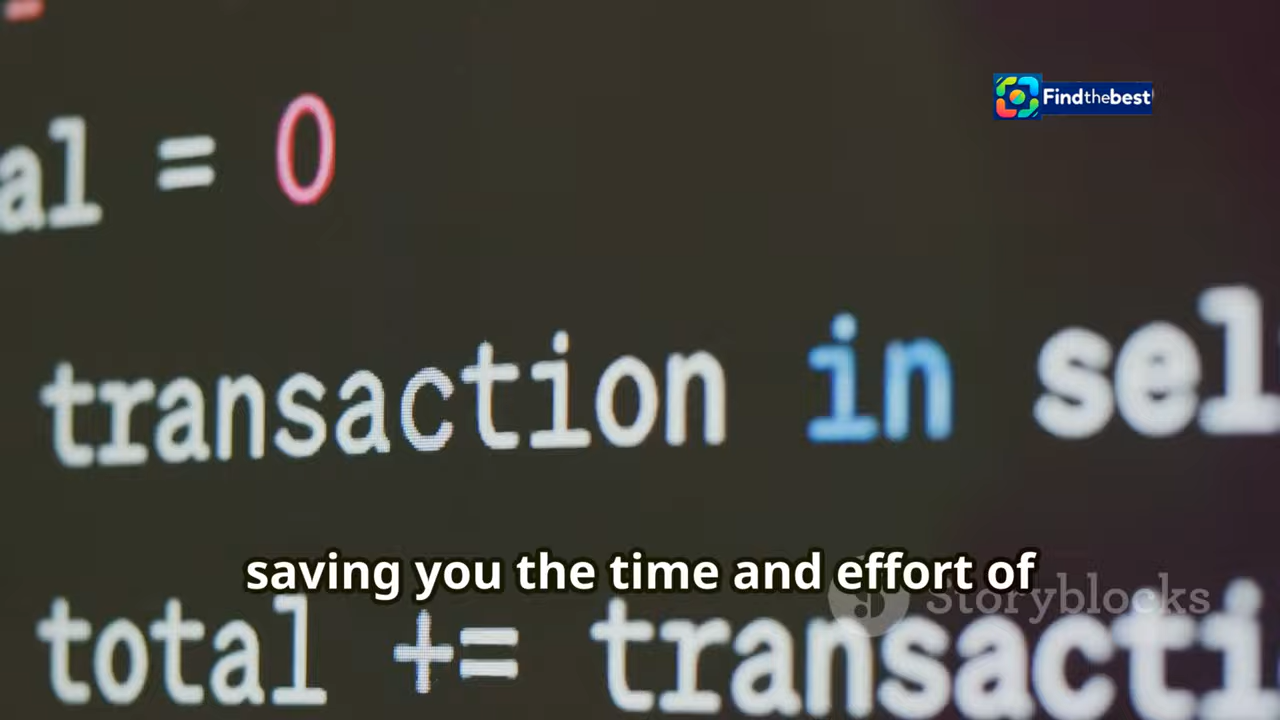 Findthebest
al = 0
transaction in sel
saving you the time and effort of
Storyblocks
total += transacti